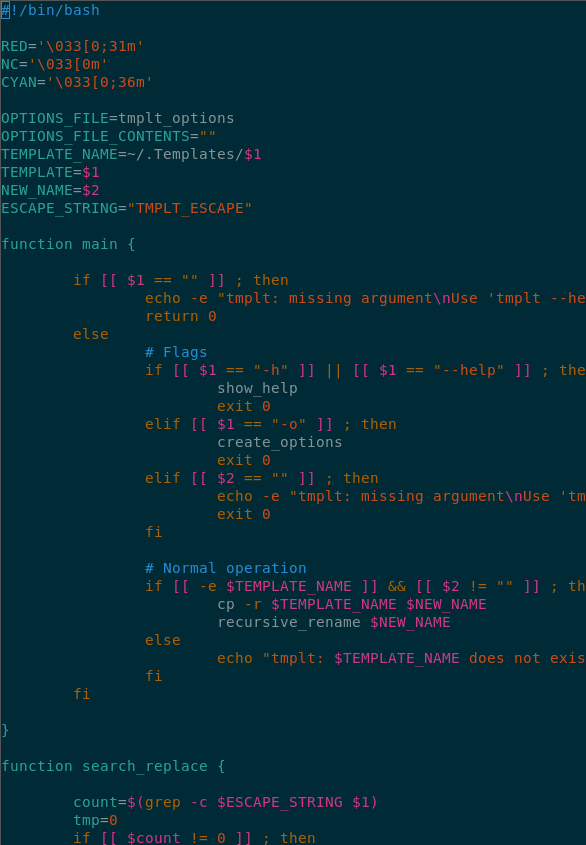 #!/bin/bash

RED='\033[0;31m'
NC='\033[0m'
CYAN='\033[0;36m'

OPTIONS_FILE=tmplt_options
OPTIONS_FILE_CONTENTS=""
TEMPLATE_NAME=~/.Templates/$1
TEMPLATE=$1
NEW_NAME=$2
ESCAPE_STRING="TMPLT_ESCAPE"

function main {

        if [[ $1 == "" ]] ; then
                echo -e "tmplt: missing argument\nUse 'tmplt --he
                return 0
        else
                # Flags
                if [[ $1 == "-h" ]] || [[ $1 == "--help" ]] ; the
                        show_help
                        exit 0
                elif [[ $1 == "-o" ]] ; then
                        create_options
                        exit 0
                elif [[ $2 == "" ]] ; then
                        echo -e "tmplt: missing argument\nUse 'tm
                        exit 0
                fi

                # Normal operation
                if [[ -e $TEMPLATE_NAME ]] && [[ $2 != "" ]] ; th
                        cp -r $TEMPLATE_NAME $NEW_NAME
                        recursive_rename $NEW_NAME
                else
                        echo "tmplt: $TEMPLATE_NAME does not exis
                fi
        fi

}

function search_replace {

        count=$(grep -c $ESCAPE_STRING $1)
        tmp=0
        if [[ $count != 0 ]] ; then